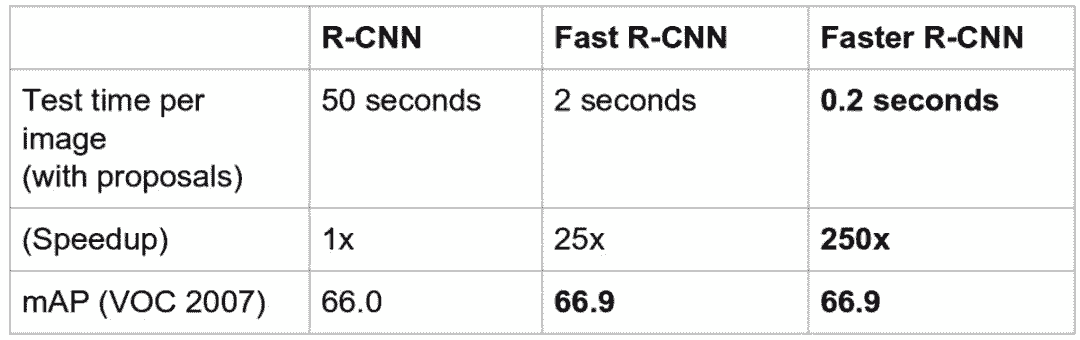 R-CNN Fast R-CNN Faster R-CNN
Test time per 50 seconds 2 seconds 0.2 seconds
image
(with proposals)
(Speedup) 1x 25x 250x
mAP (VOC 2007) 66.0 66.9 66.9